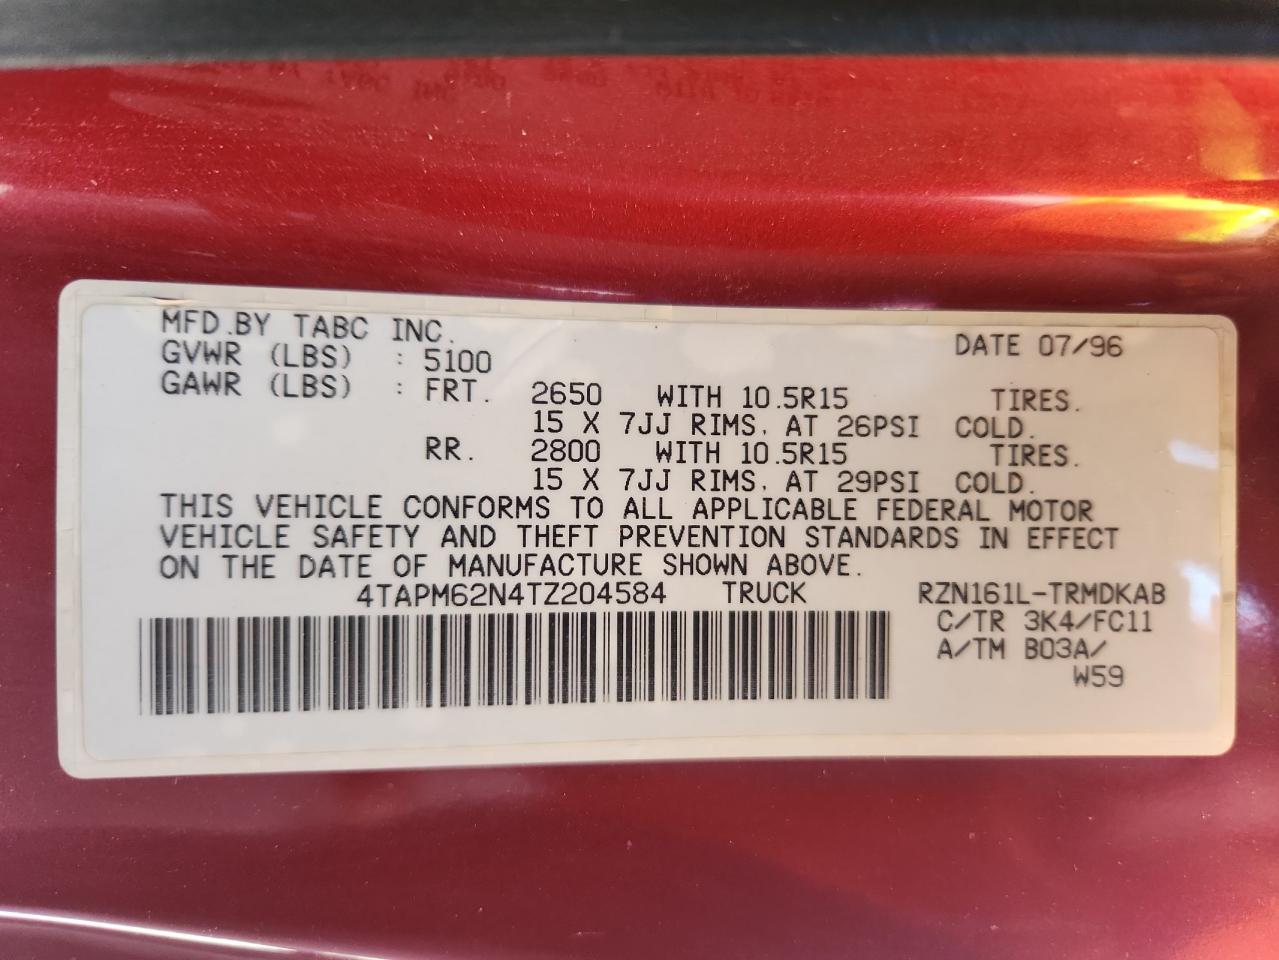 MFD.BY TABC INC.
DATE 07/96
GVWR (LBS) : 5100
GAWR (LBS) : FRT. 2650 WITH 10.5R15 TIRES.
15 X 7JJ RIMS, AT 26PSI COLD.
RR. 2800 WITH 10.5R15 TIRES.
15 X 7JJ RIMS, AT 29PSI COLD.
THIS VEHICLE CONFORMS TO ALL APPLICABLE FEDERAL MOTOR
VEHICLE SAFETY AND THEFT PREVENTION STANDARDS IN EFFECT
ON THE DATE OF MANUFACTURE SHOWN ABOVE.
4TAPM62N4TZ204584 TRUCK RZN161L-TRMDKAB
C/TR 3K4/FC11
A/TM B03A/
W59